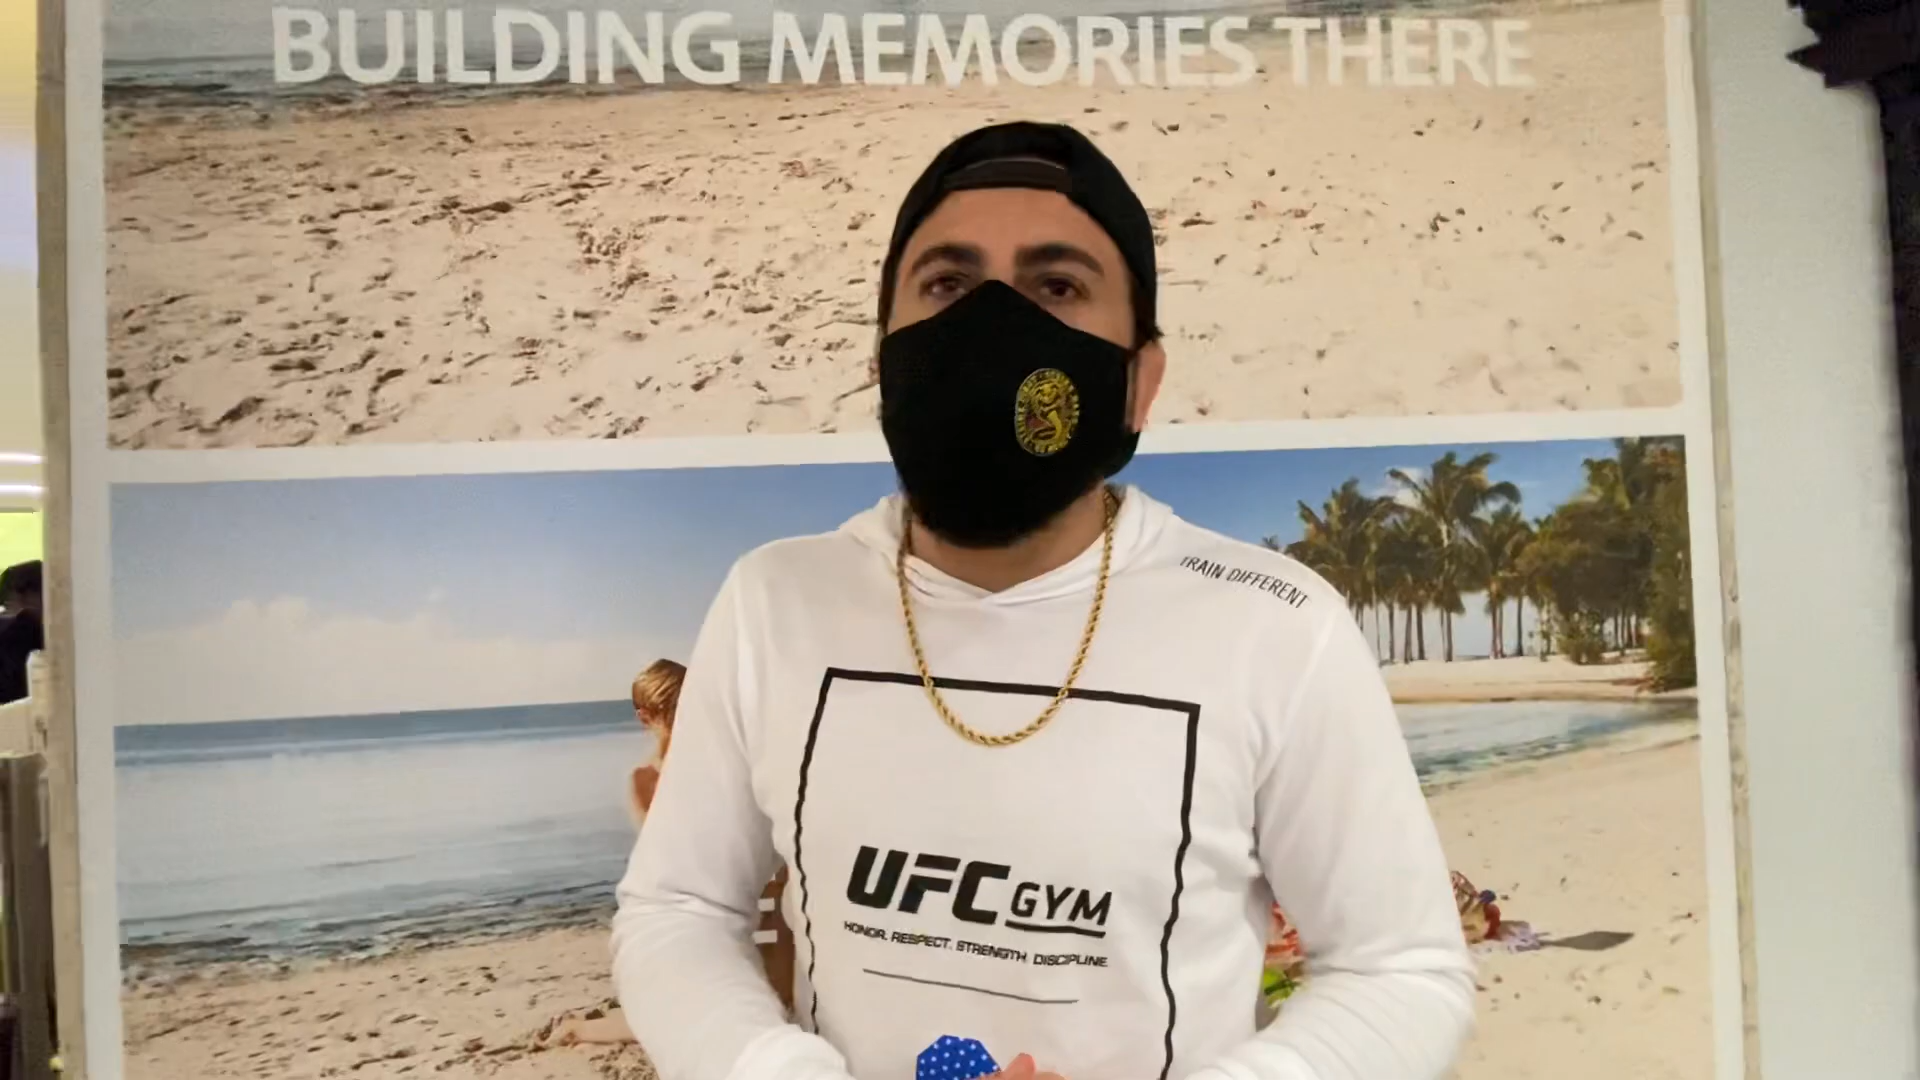 BUILDING MEMORIES THERE
TRAIN DIFFERENT
UFC GYM
HONOR. RESPECT. STRENGTH. DISCIPLINE.